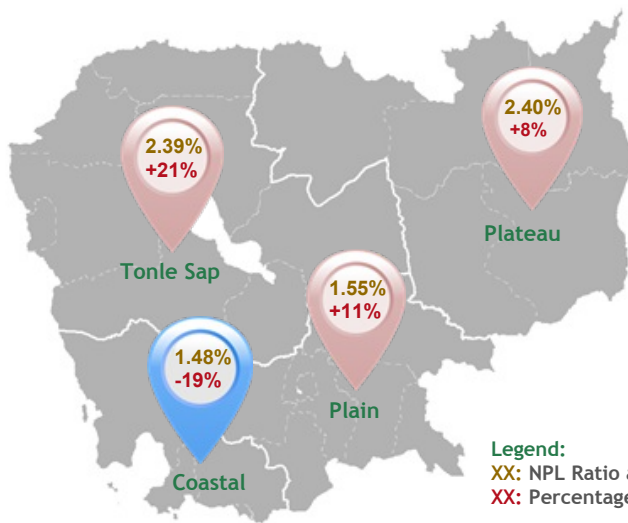 2.40%
+8%
Plateau
2.39%
+21%
Tonle Sap
1.55%
+11%
Plain
1.48%
-19%
Coastal
Legend:
XX: NPL Ratio
XX: Percentage